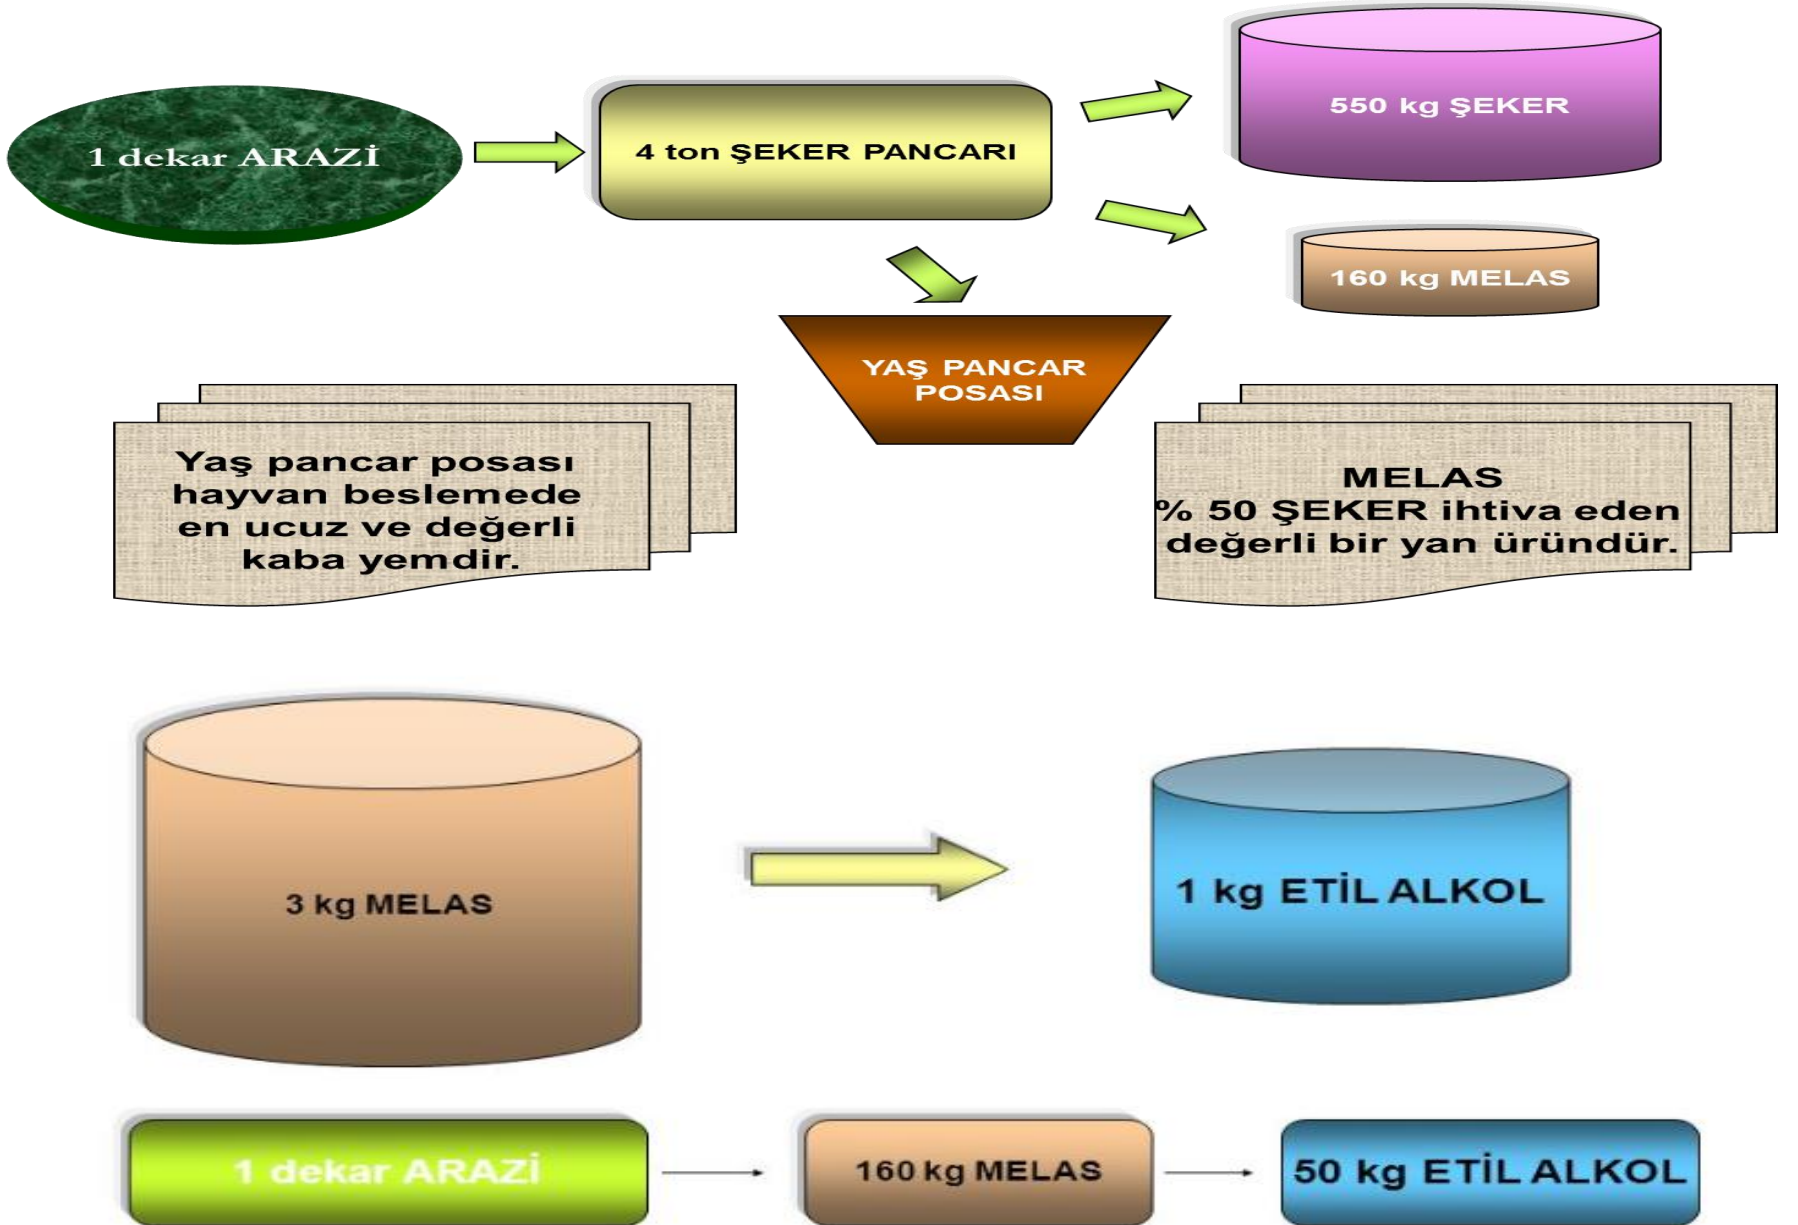 1 dekar ARAZİ
4 ton ŞEKER PANCARI
550 kg ŞEKER
160 kg MELAS
YAŞ PANCAR
POSASI
Yaş pancar posası
hayvan beslemede
en ucuz ve değerli
kaba yemdir.
MELAS
% 50 ŞEKER ihtiva eden
değerli bir yan üründür.
3 kg MELAS
1 kg ETİL ALKOL
1 dekar ARAZİ
160 kg MELAS
50 kg ETİL ALKOL